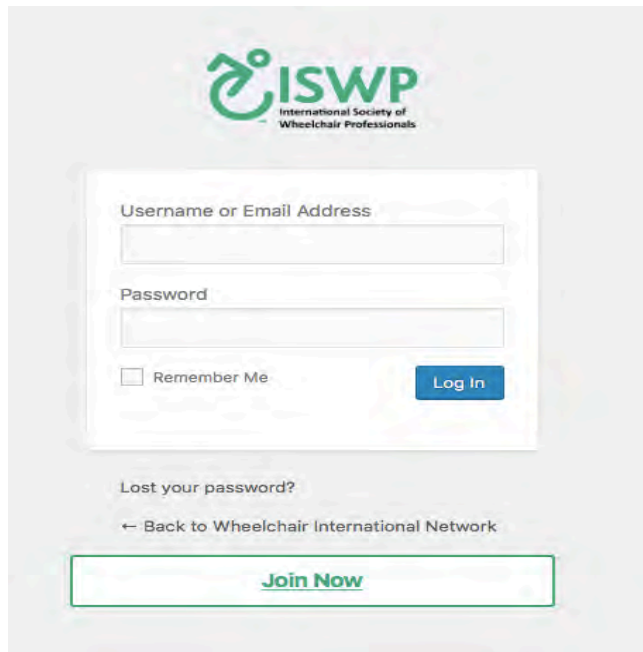 ISWP
International Society of
Wheelchair Professionals
Username or Email Address
Password
Remember Me
Log In
Lost your password?
← Back to Wheelchair International Network
Join Now